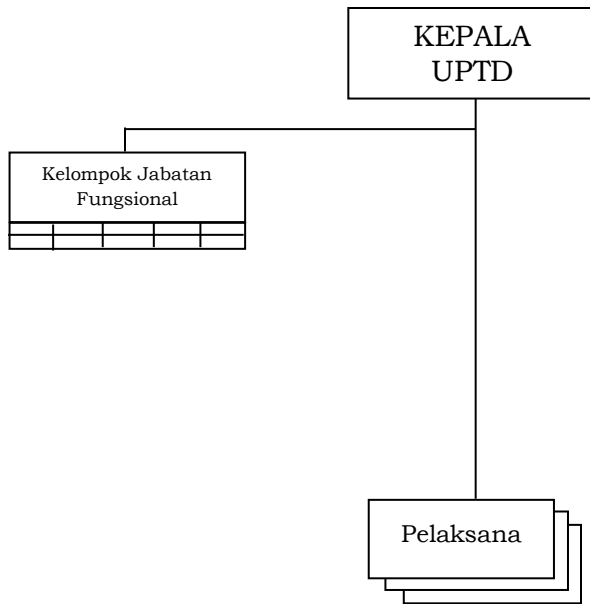 KEPALA
UPTD
Kelompok Jabatan
Fungsional
Pelaksana